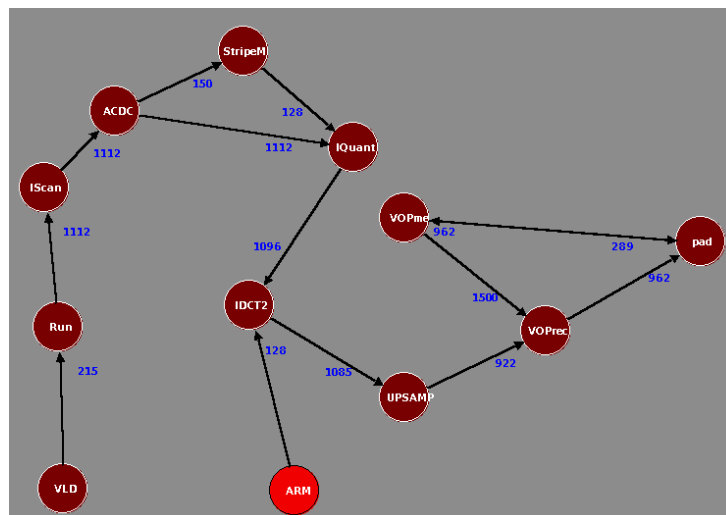 StripeM
150
ACDC
128
1112
IQuant
1112
IScan
VOPme
1112
962
pad
1096
289
962
1500
IDCT2
Run
VOPrec
128
215
1085
922
UPSAMP
VLD
ARM